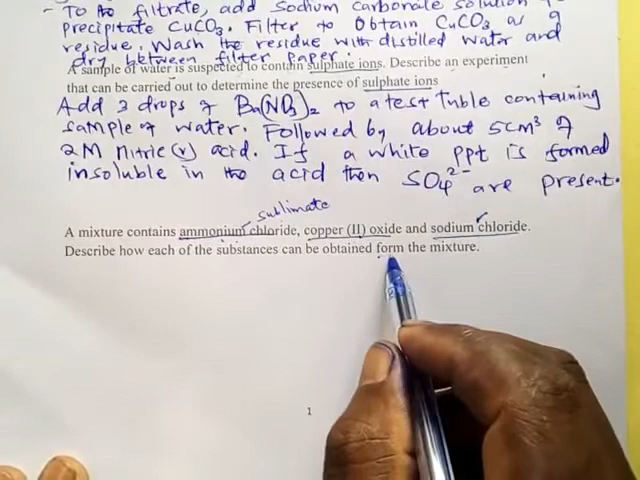 - To the filtrate, add Sodium Carbonate solution to
Precipitate CuCO3. Filter to Obtain CuCO3 as a
residue. Wash the residue with distilled water and
dry between filter paper.
A sample of water is suspected to contain sulphate ions. Describe an experiment
that can be carried out to determine the presence of sulphate ions
Add 3 drops of Ba(NO3)2 to a test tube containing
sample of water. Followed by about 5cm³ of
2M nitric(v) acid. If a white ppt is formed
insoluble in the acid then SO4²⁻ are present.
sublimate
A mixture contains ammonium chloride, copper (II) oxide and sodium chloride.
Describe how each of the substances can be obtained form the mixture.
1